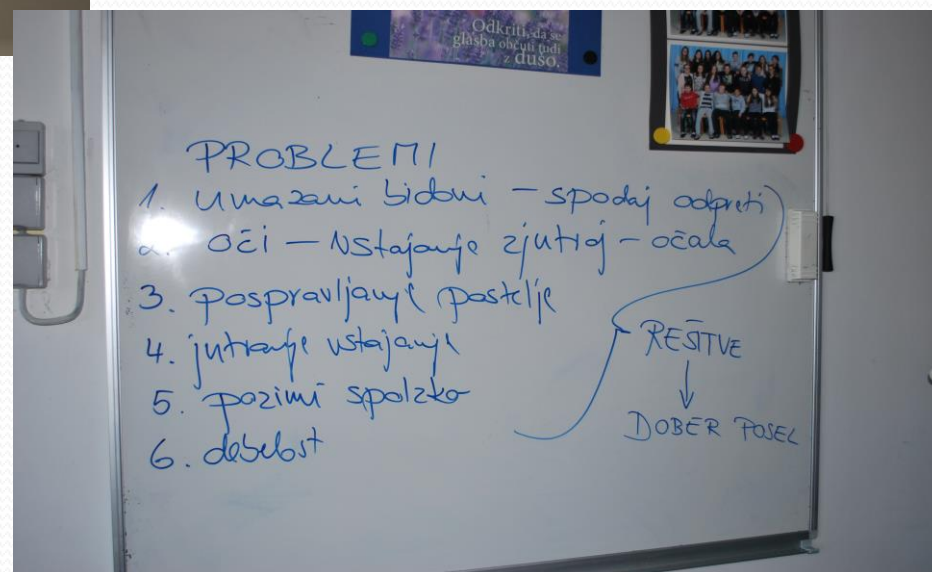 Odkriti, da se
glasba občuti tudi
z dušo.
PROBLEMI
1. Umazani bidoni – spodaj odpreti
2. oči – vstajanje zjutraj – očala
3. pospravljanje postelje
4. jutranje vstajanje
5. pozimi spolzko
6. debelost
REŠITVE
↓
DOBER POSEL